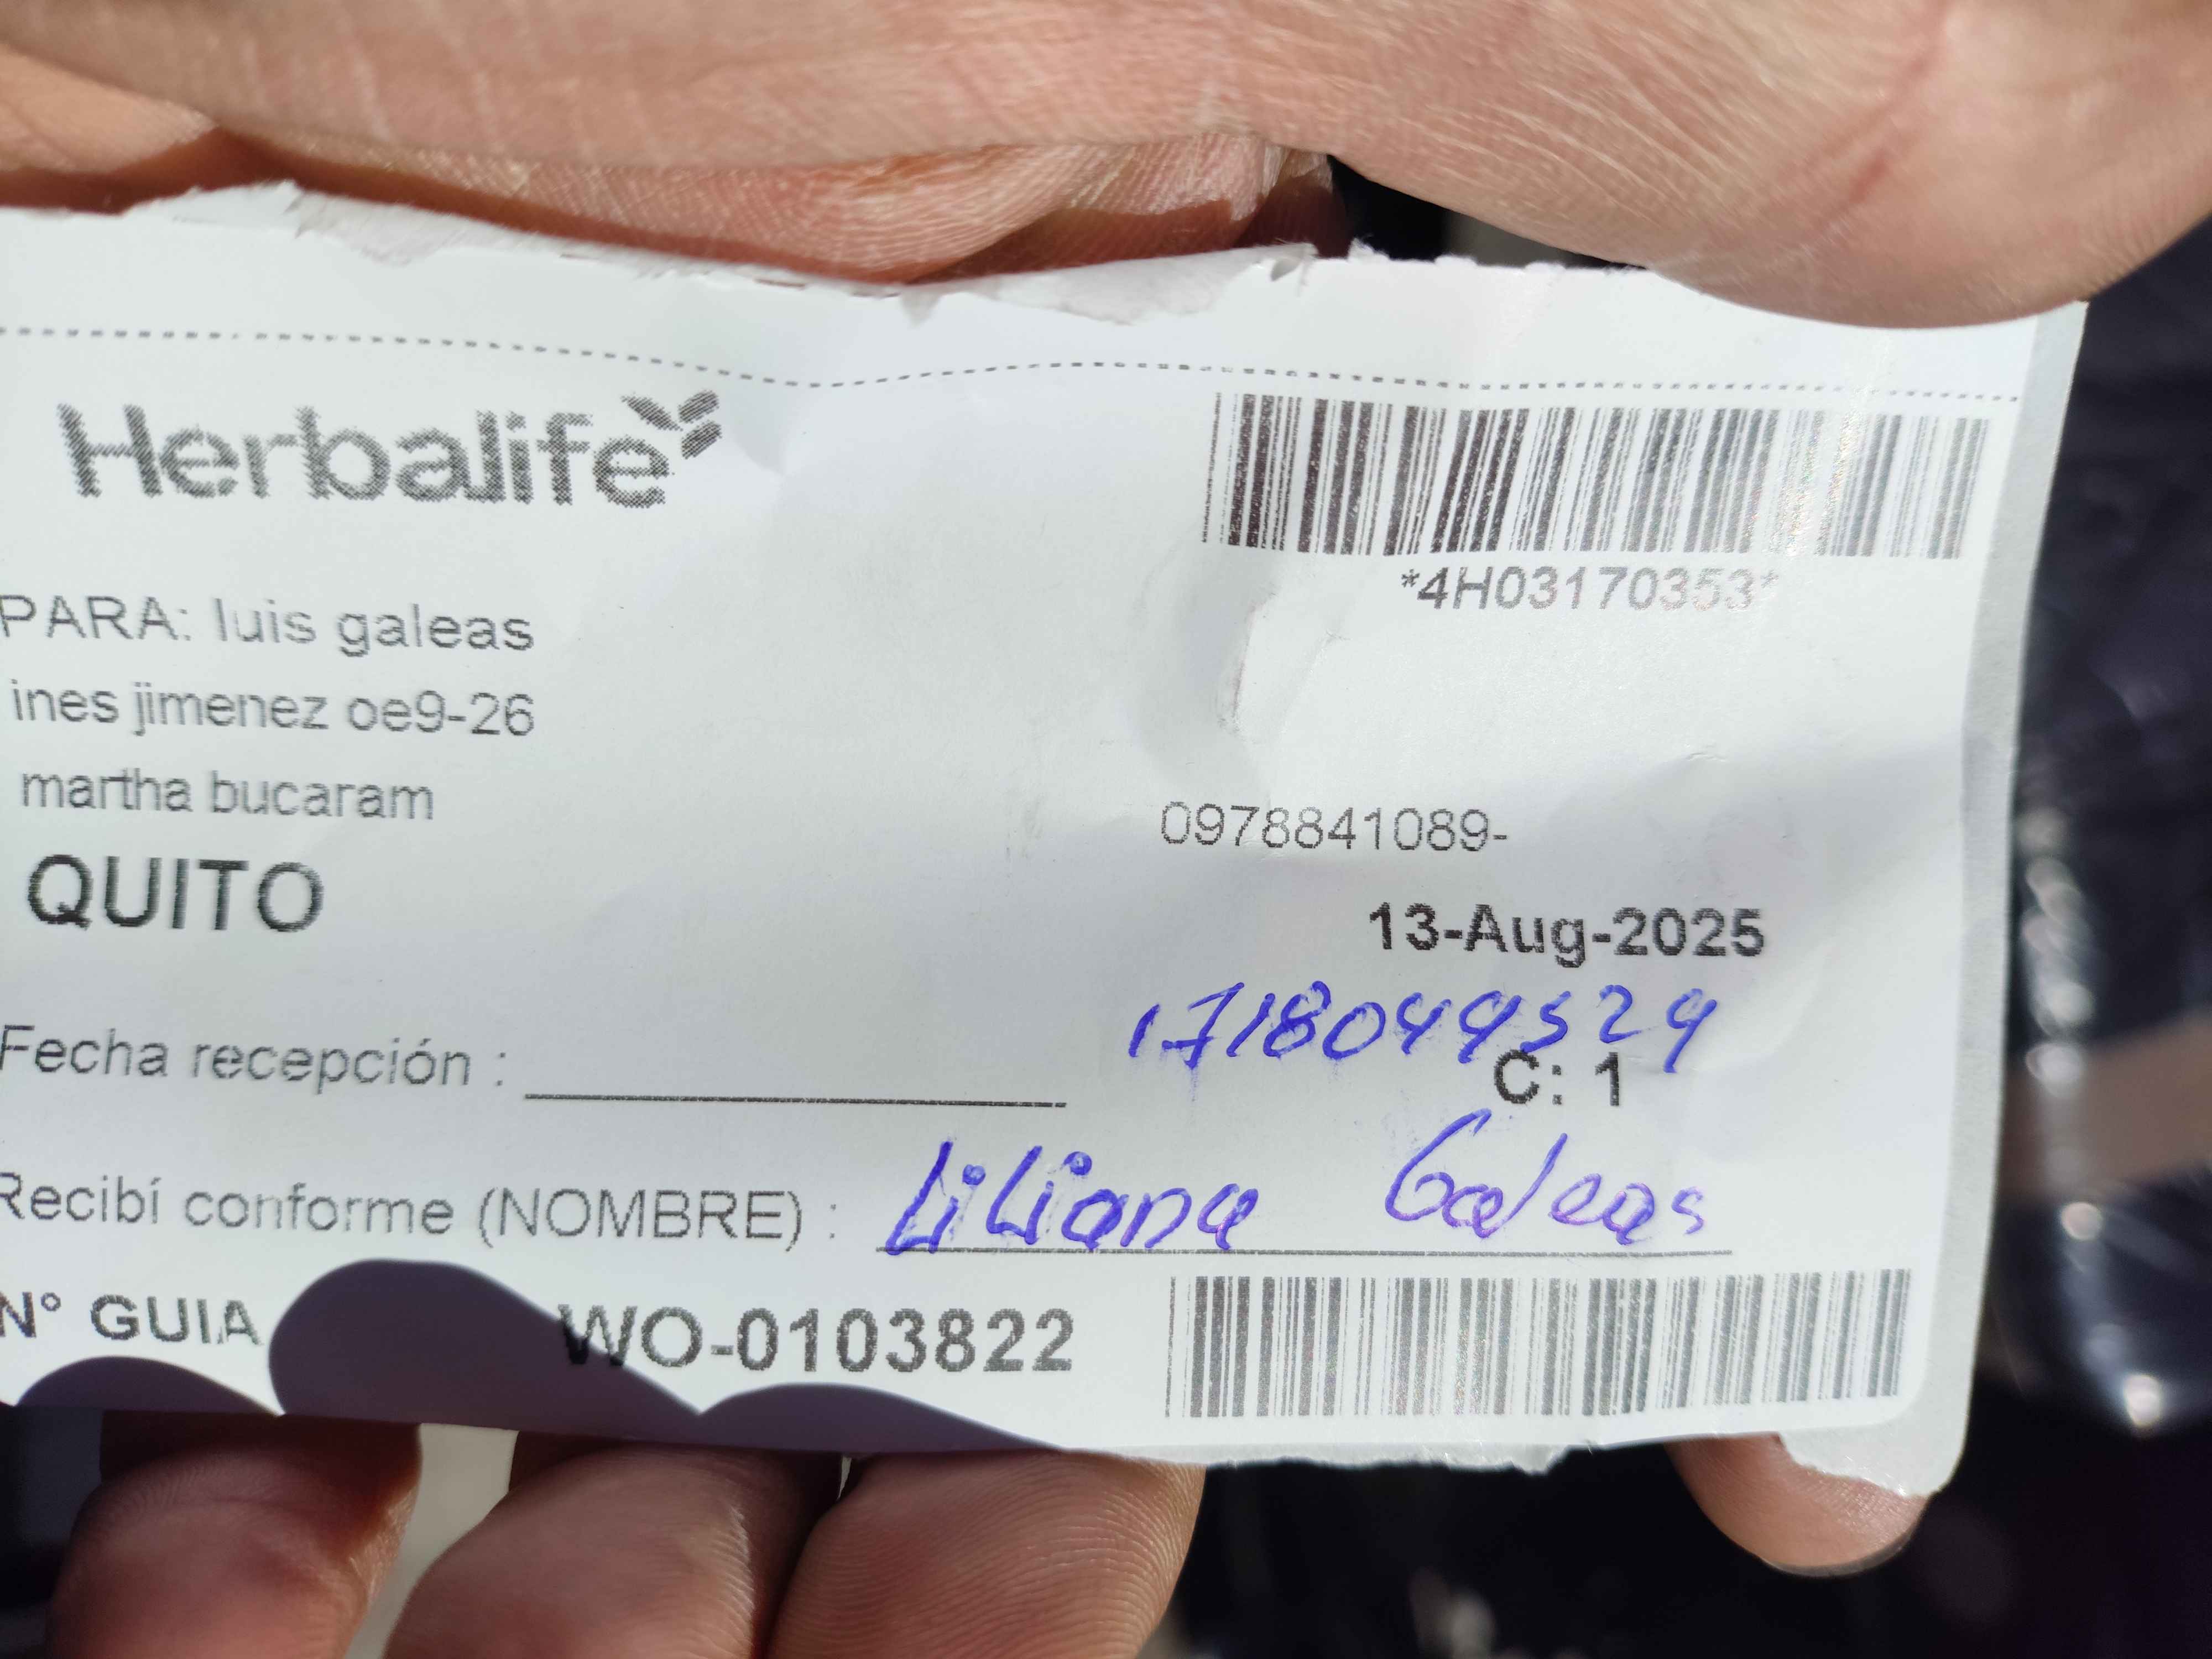 Herbalife
*4H03170353*
PARA: luis galeas
ines jimenez oe9-26
martha bucaram
0978841089-
QUITO
13-Aug-2025
1718049524
Fecha recepción :
C: 1
Recibí conforme (NOMBRE) : Liliana Galeas
N° GUIA WO-0103822